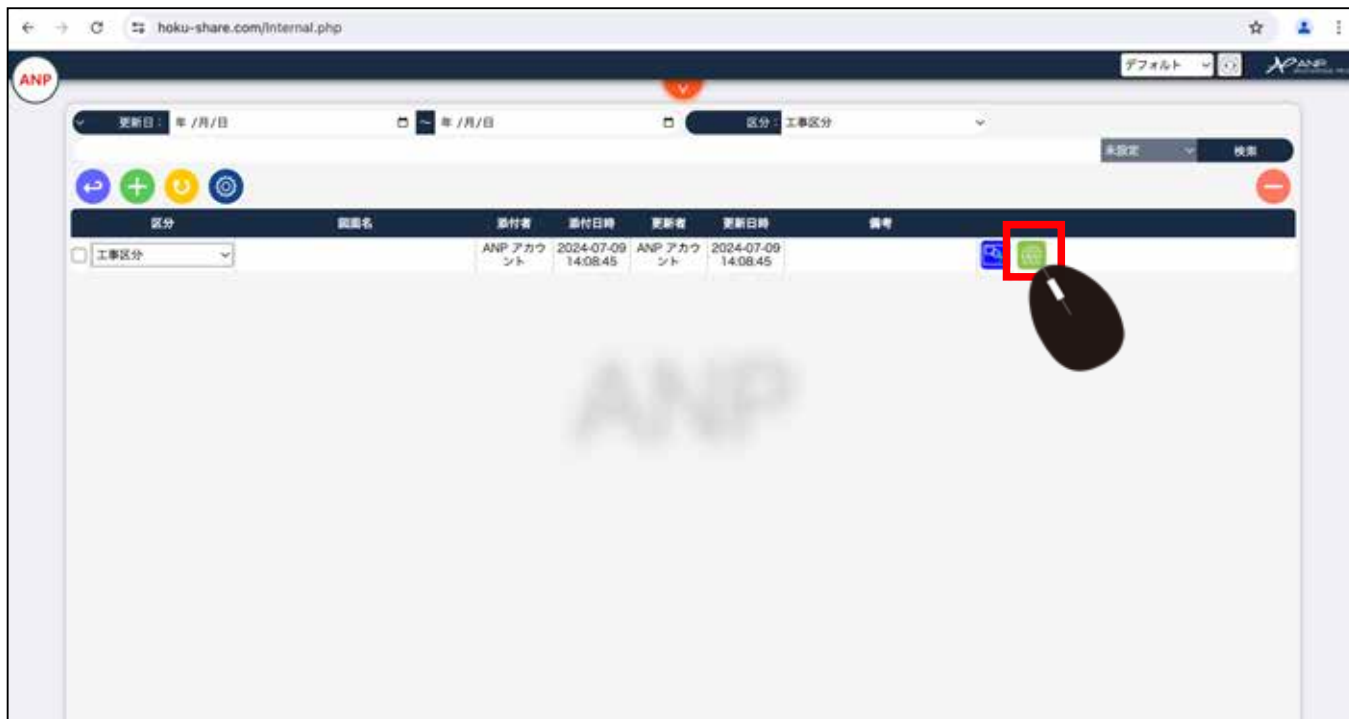 hoku-share.com/Internal.php
デフォルト
ANP
ANP
更新日： 年 /月/日 ～ 年 /月/日 区分： 工事区分
未設定 検索
区分 図面名 添付者 添付日時 更新者 更新日時 備考
工事区分 ANP アカウント 2024-07-09 14:08:45 ANP アカウント 2024-07-09 14:08:45
ANP